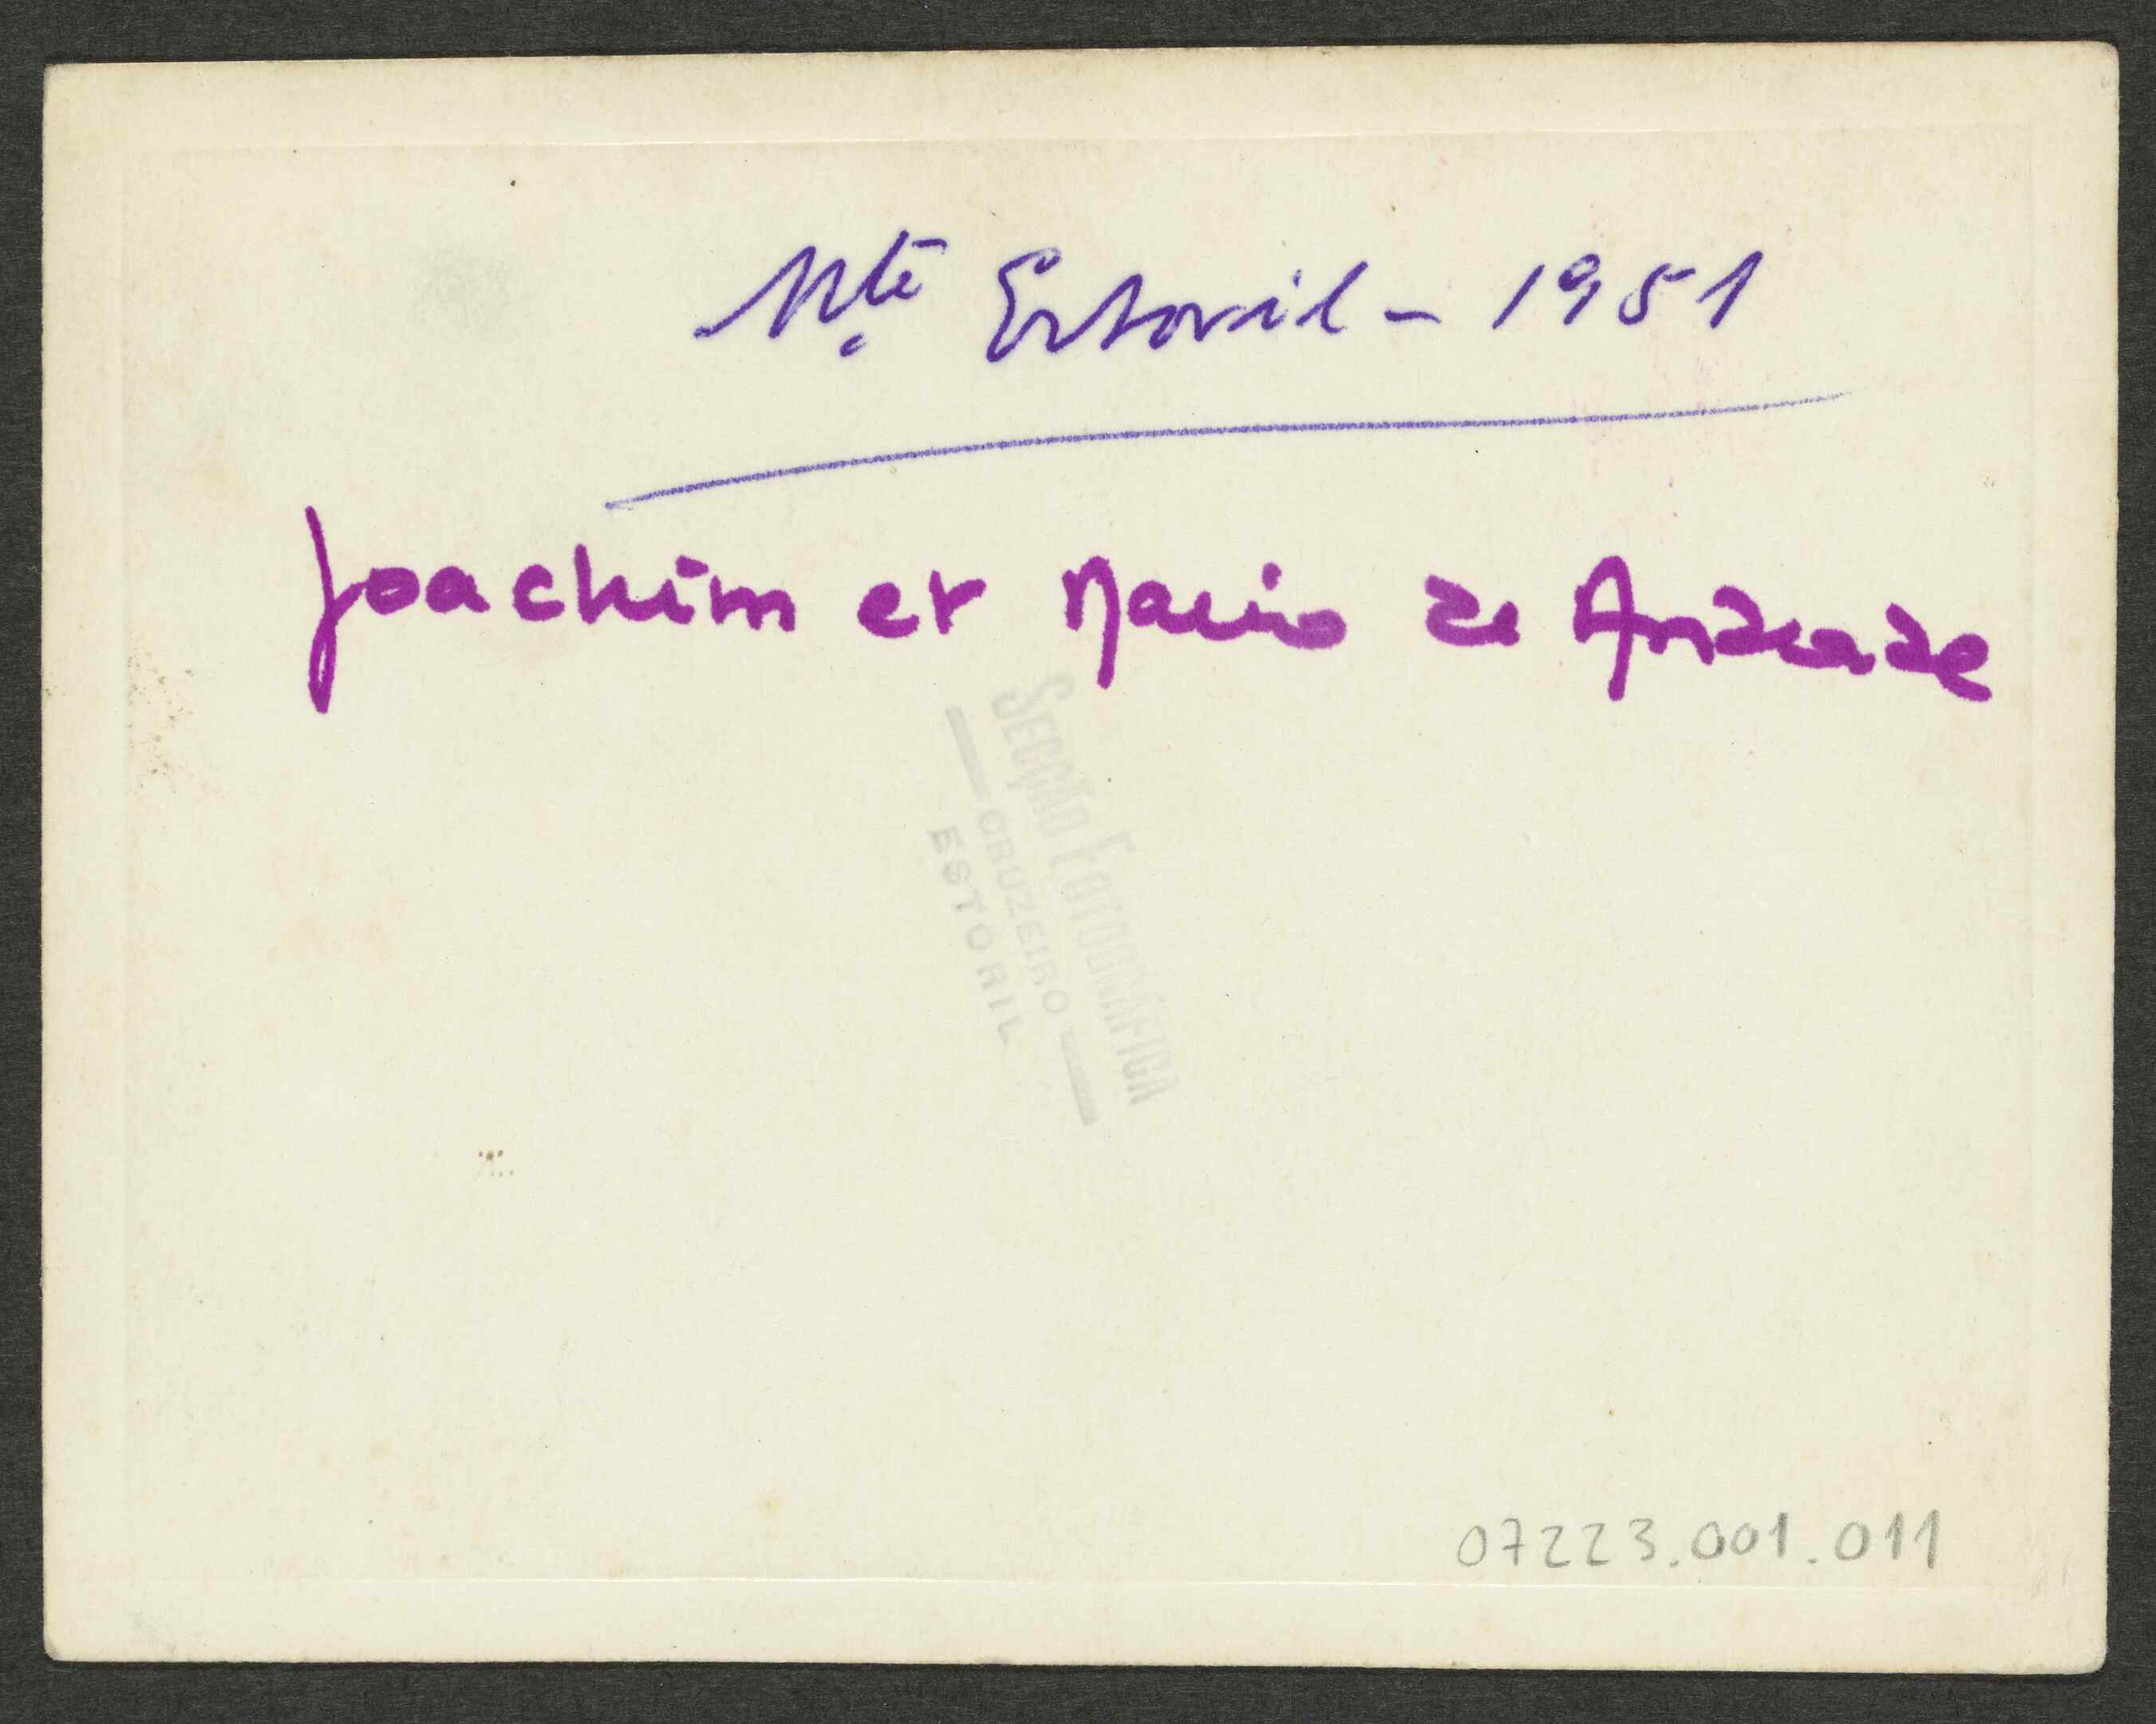 Mte Estoril - 1951
Joachim et Mario de Andrade
SECÇÃO FOTOGRÁFICA
CRUZEIRO
ESTORIL
07223.001.011